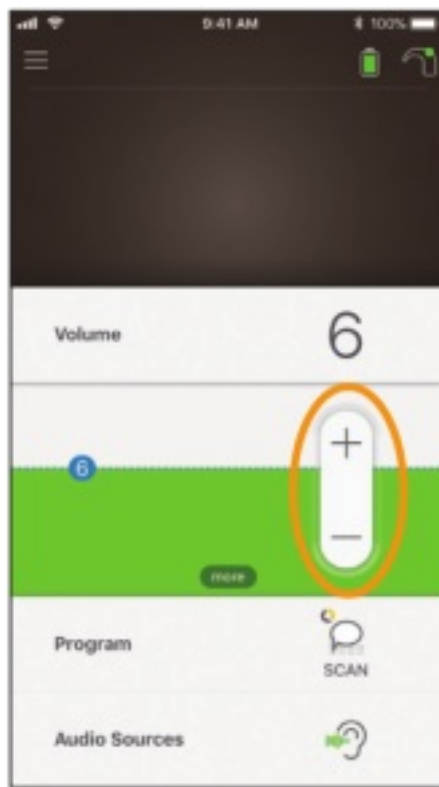 9:41 AM 100%
Volume 6
+
6
−
more
Program SCAN
Audio Sources